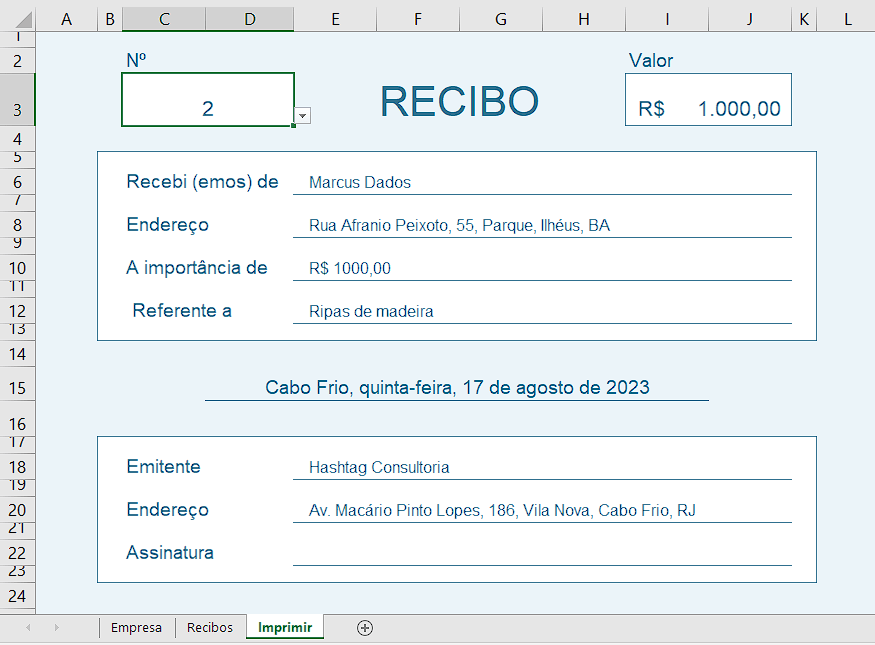 A B C D E F G H I J K L
1
2 Nº Valor
3 2 RECIBO R$ 1.000,00
4
5
6 Recebi (emos) de Marcus Dados
7
8 Endereço Rua Afranio Peixoto, 55, Parque, Ilhéus, BA
9
10 A importância de R$ 1000,00
11
12 Referente a Ripas de madeira
13
14
15 Cabo Frio, quinta-feira, 17 de agosto de 2023
16
17
18 Emitente Hashtag Consultoria
19
20 Endereço Av. Macário Pinto Lopes, 186, Vila Nova, Cabo Frio, RJ
21
22 Assinatura
23
24
Empresa Recibos Imprimir